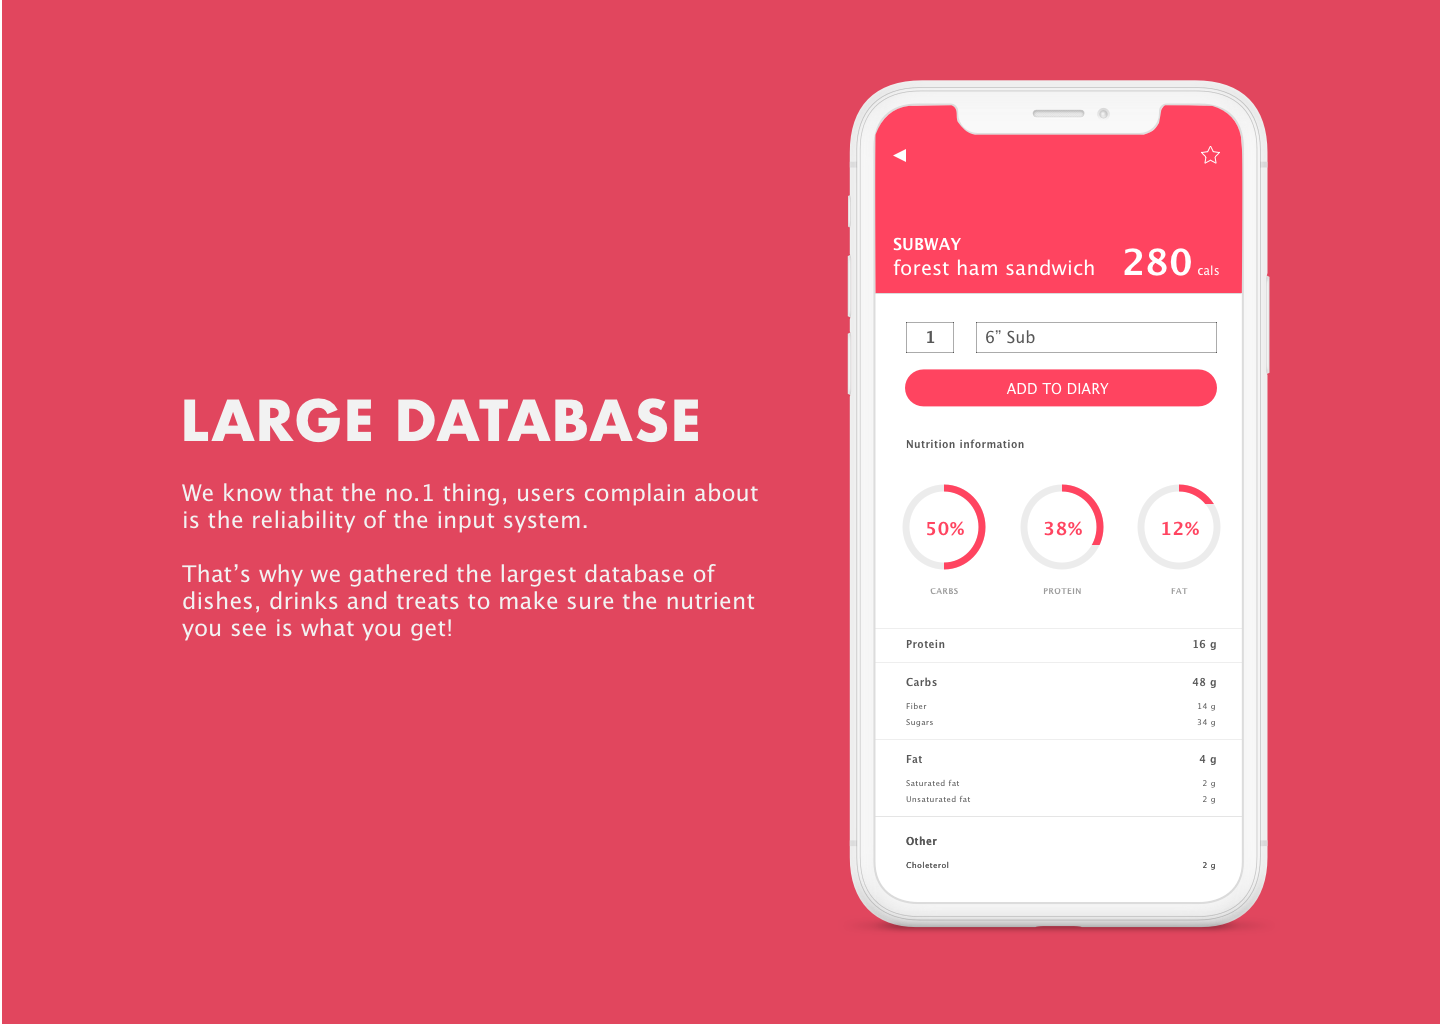 LARGE DATABASE
We know that the no.1 thing, users complain about
is the reliability of the input system.
That’s why we gathered the largest database of
dishes, drinks and treats to make sure the nutrient
you see is what you get!
SUBWAY
forest ham sandwich 280 cals
1 6” Sub
ADD TO DIARY
Nutrition information
50% 38% 12%
CARBS PROTEIN FAT
Protein 16 g
Carbs 48 g
Fiber 14 g
Sugars 34 g
Fat 4 g
Saturated fat 2 g
Unsaturated fat 2 g
Other
Choleterol 2 g